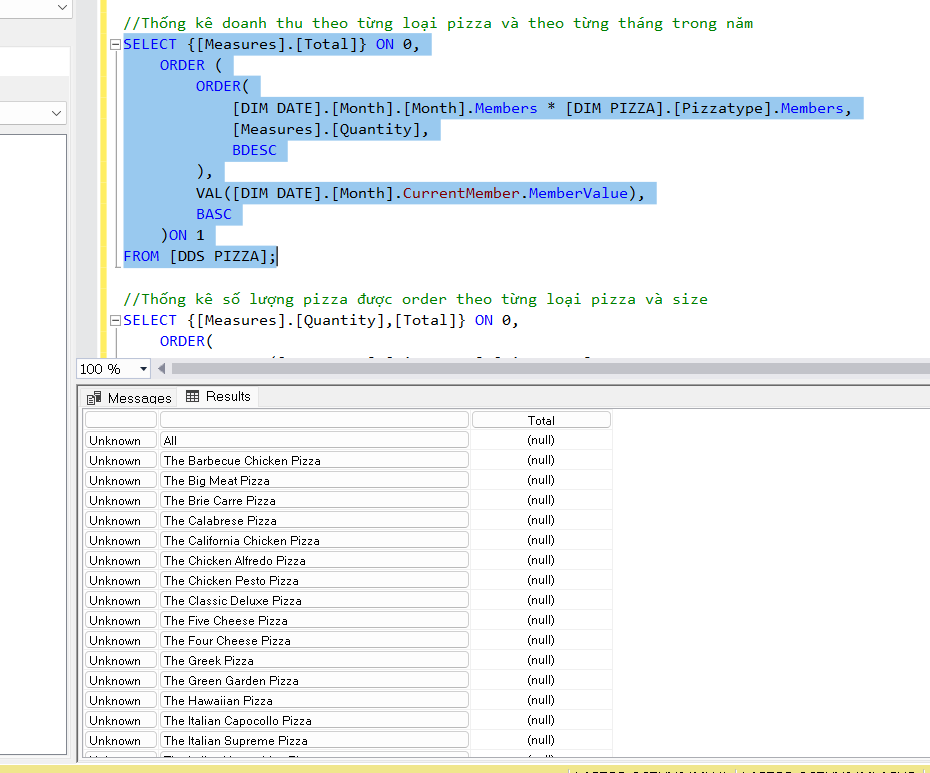 //Thống kê doanh thu theo từng loại pizza và theo từng tháng trong năm
SELECT {[Measures].[Total]} ON 0,
ORDER (
ORDER(
[DIM DATE].[Month].[Month].Members * [DIM PIZZA].[Pizzatype].Members,
[Measures].[Quantity],
BDESC
),
VAL([DIM DATE].[Month].CurrentMember.MemberValue),
BASC
)ON 1
FROM [DDS PIZZA];
//Thống kê số lượng pizza được order theo từng loại pizza và size
SELECT {[Measures].[Quantity],[Total]} ON 0,
ORDER(
100 %
Messages Results
Total
Unknown All (null)
Unknown The Barbecue Chicken Pizza (null)
Unknown The Big Meat Pizza (null)
Unknown The Brie Carre Pizza (null)
Unknown The Calabrese Pizza (null)
Unknown The California Chicken Pizza (null)
Unknown The Chicken Alfredo Pizza (null)
Unknown The Chicken Pesto Pizza (null)
Unknown The Classic Deluxe Pizza (null)
Unknown The Five Cheese Pizza (null)
Unknown The Four Cheese Pizza (null)
Unknown The Greek Pizza (null)
Unknown The Green Garden Pizza (null)
Unknown The Hawaiian Pizza (null)
Unknown The Italian Capocollo Pizza (null)
Unknown The Italian Supreme Pizza (null)